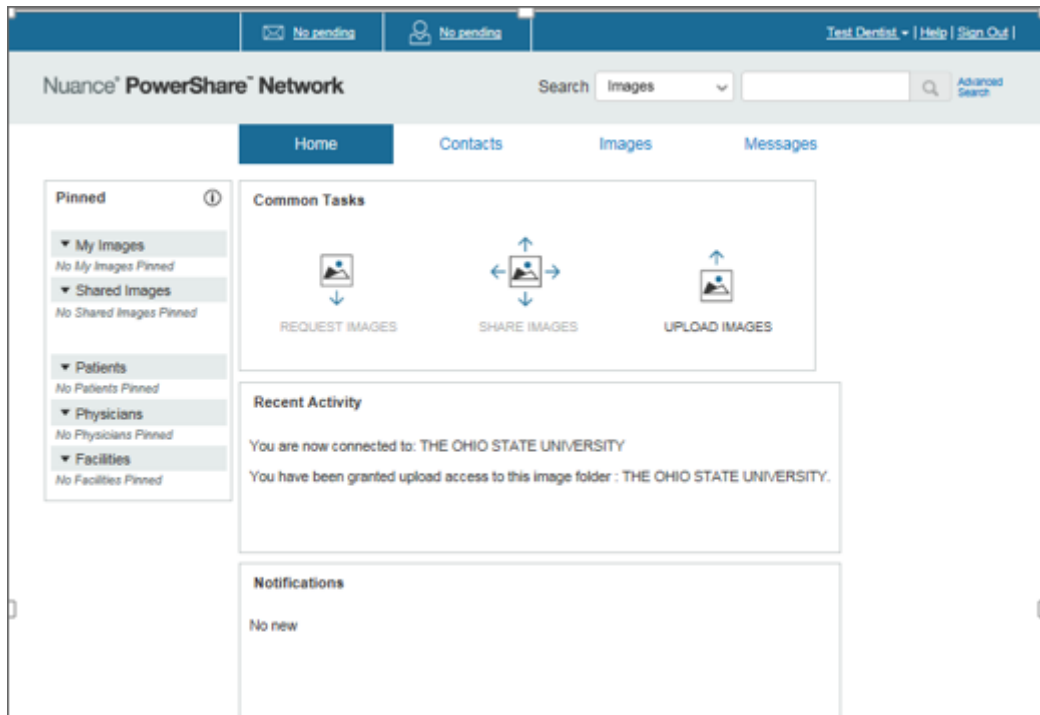 No pending No pending Test Dentist | Help | Sign Out |
Nuance® PowerShare™ Network Search Images Advanced Search
Home Contacts Images Messages
Pinned
My Images
No My Images Pinned
Shared Images
No Shared Images Pinned
Patients
No Patients Pinned
Physicians
No Physicians Pinned
Facilities
No Facilities Pinned
Common Tasks
REQUEST IMAGES SHARE IMAGES UPLOAD IMAGES
Recent Activity
You are now connected to: THE OHIO STATE UNIVERSITY
You have been granted upload access to this image folder : THE OHIO STATE UNIVERSITY.
Notifications
No new